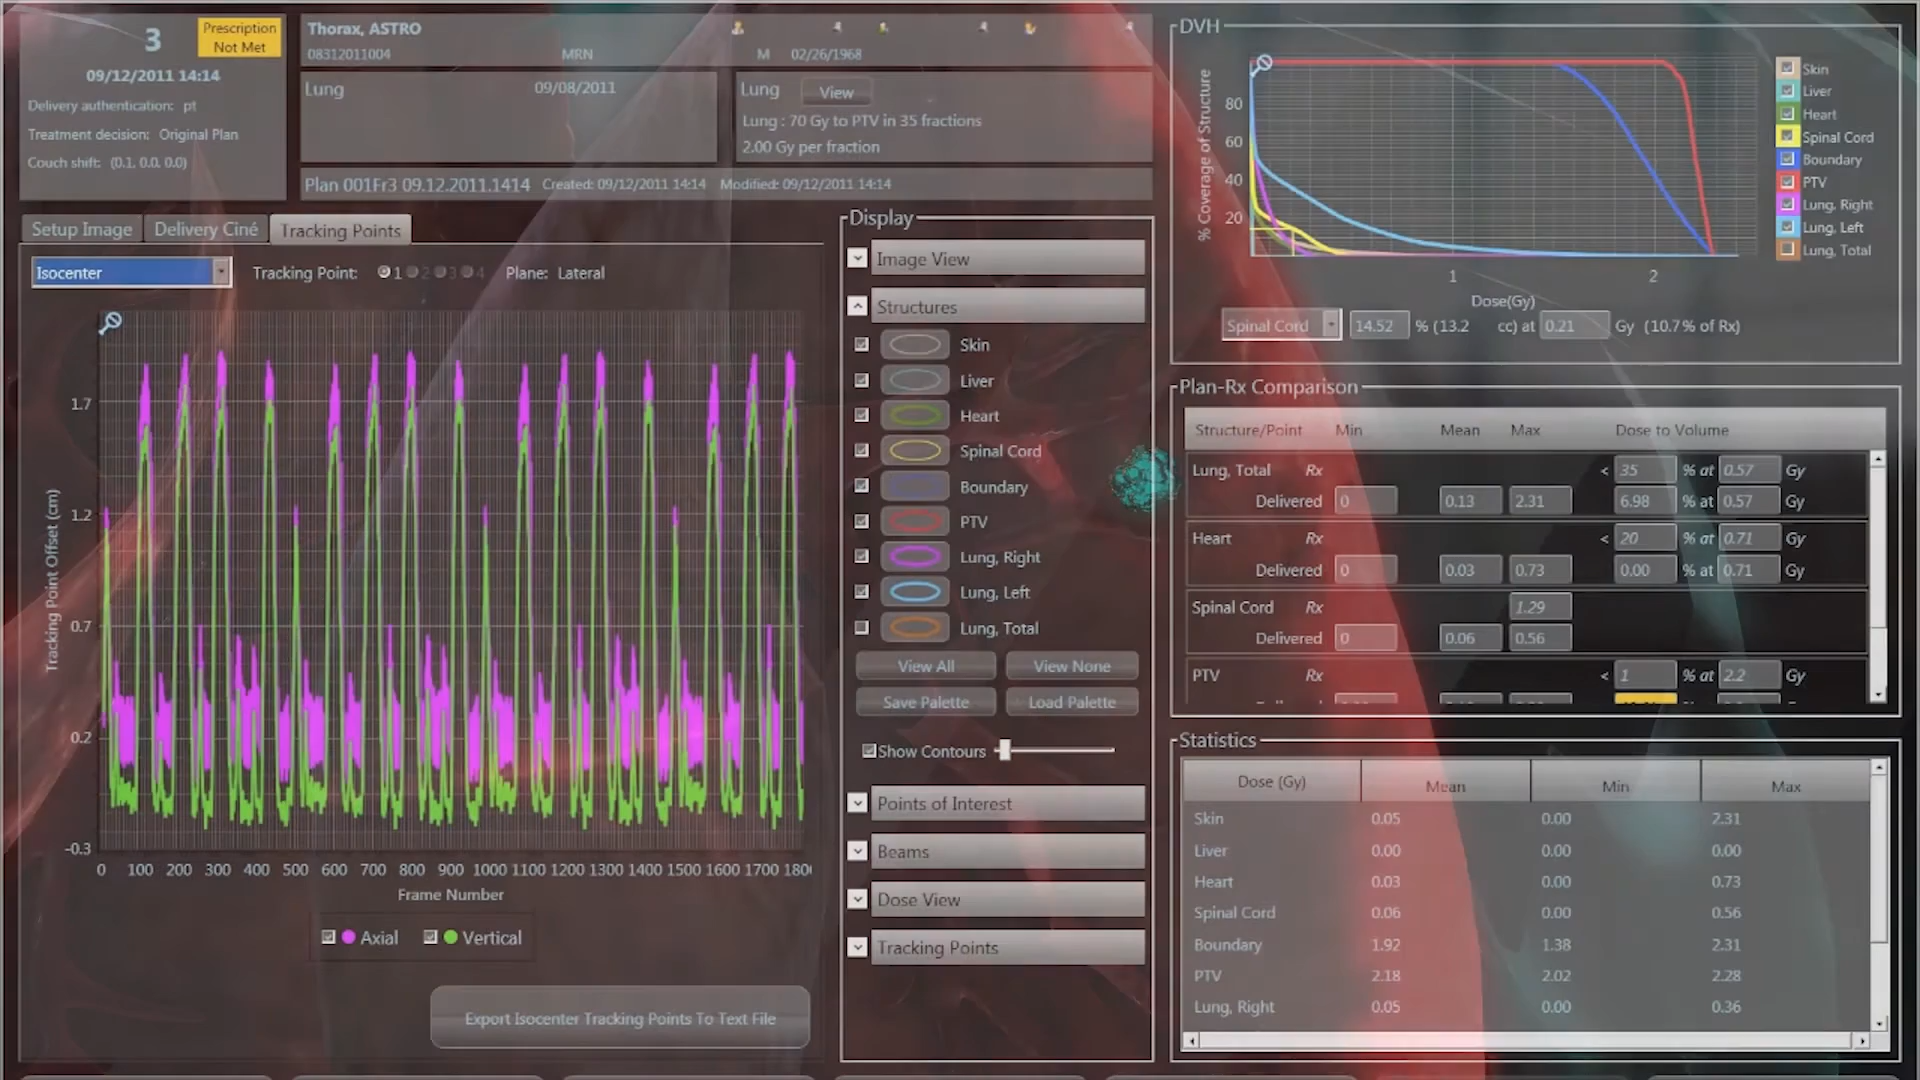 3
Prescription
Not Met
09/12/2011 14:14
Delivery authentication: pt
Treatment decision: Original Plan
Couch shift: (0.1, 0.0, 0.0)
Thorax, ASTRO
08312011004 MRN M 02/26/1968
Lung 09/08/2011
Lung View
Lung : 70 Gy to PTV in 35 fractions
2.00 Gy per fraction
Plan 001Fr3 09.12.2011.1414 Created: 09/12/2011 14:14 Modified: 09/12/2011 14:14
Setup Image Delivery Ciné Tracking Points
Isocenter Tracking Point: 1 2 3 4 Plane: Lateral
Tracking Point Offset (cm)
1.7
1.2
0.7
0.2
-0.3
0 100 200 300 400 500 600 700 800 900 1000 1100 1200 1300 1400 1500 1600 1700 180
Frame Number
Axial Vertical
Export Isocenter Tracking Points To Text File
Display
Image View
Structures
Skin
Liver
Heart
Spinal Cord
Boundary
PTV
Lung, Right
Lung, Left
Lung, Total
View All View None
Save Palette Load Palette
Show Contours
Points of Interest
Beams
Dose View
Tracking Points
DVH
% Coverage of Structure
80
60
40
20
1 2
Dose(Gy)
Skin
Liver
Heart
Spinal Cord
Boundary
PTV
Lung, Right
Lung, Left
Lung, Total
Spinal Cord 14.52 % (13.2 cc) at 0.21 Gy (10.7% of Rx)
Plan-Rx Comparison
Structure/Point Min Mean Max Dose to Volume
Lung, Total Rx < 35 % at 0.57 Gy
Delivered 0 0.13 2.31 6.98 % at 0.57 Gy
Heart Rx < 20 % at 0.71 Gy
Delivered 0 0.03 0.73 0.00 % at 0.71 Gy
Spinal Cord Rx 1.29
Delivered 0 0.06 0.56
PTV Rx < 1 % at 2.2 Gy
Statistics
Dose (Gy) Mean Min Max
Skin 0.05 0.00 2.31
Liver 0.00 0.00 0.00
Heart 0.03 0.00 0.73
Spinal Cord 0.06 0.00 0.56
Boundary 1.92 1.38 2.31
PTV 2.18 2.02 2.28
Lung, Right 0.05 0.00 0.36